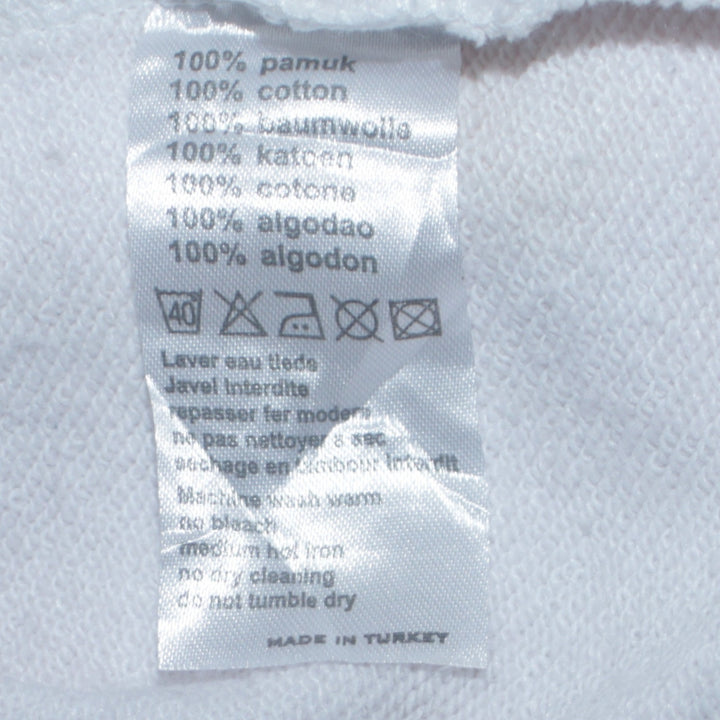 100% pamuk
100% cotton
100% baumwolle
100% katoen
100% cotone
100% algodao
100% algodon
40
Laver eau tiede
Javel Interdite
repasser fer modere
ne pas nettoyer a sec
sechage en tambour interdit
Machine wash warm
no bleach
medium hot iron
no dry cleaning
do not tumble dry
MADE IN TURKEY